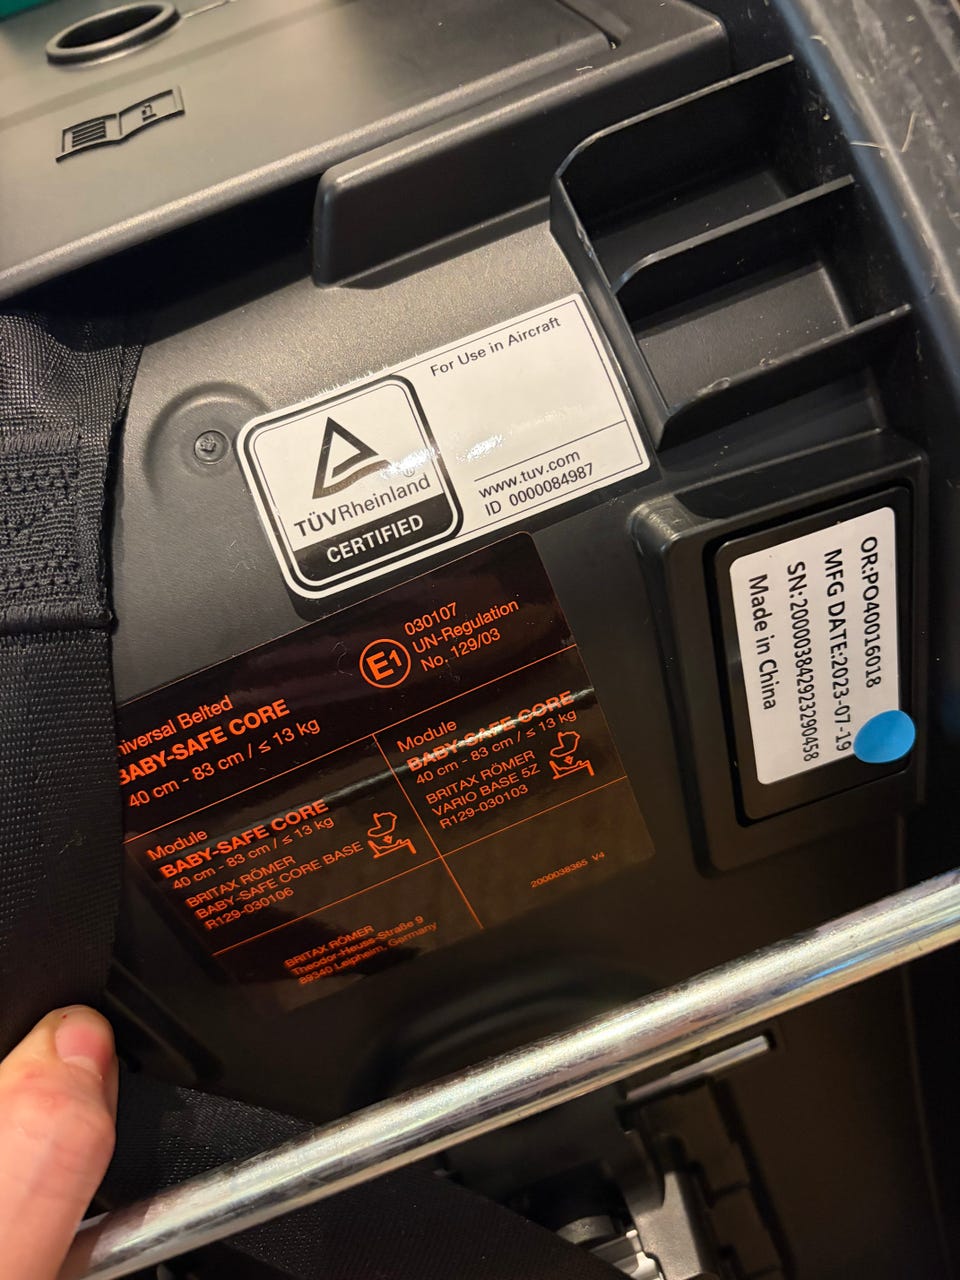 For Use in Aircraft
TÜVRheinland®
CERTIFIED
www.tuv.com
ID 0000084987
OR:PO40016018
MFG DATE:2023-07-19
SN:200003842923290458
Made in China
E1
030107
UN-Regulation
No. 129/03
niversal Belted
BABY-SAFE CORE
40 cm - 83 cm / ≤ 13 kg
Module
BABY-SAFE CORE
40 cm - 83 cm / ≤ 13 kg
BRITAX RÖMER
BABY-SAFE CORE BASE
R129-030106
Module
BABY-SAFE CORE
40 cm - 83 cm / ≤ 13 kg
BRITAX RÖMER
VARIO BASE 5Z
R129-030103
BRITAX RÖMER
Theodor-Heuss-Straße 9
89340 Leipheim, Germany
2000038365 V4